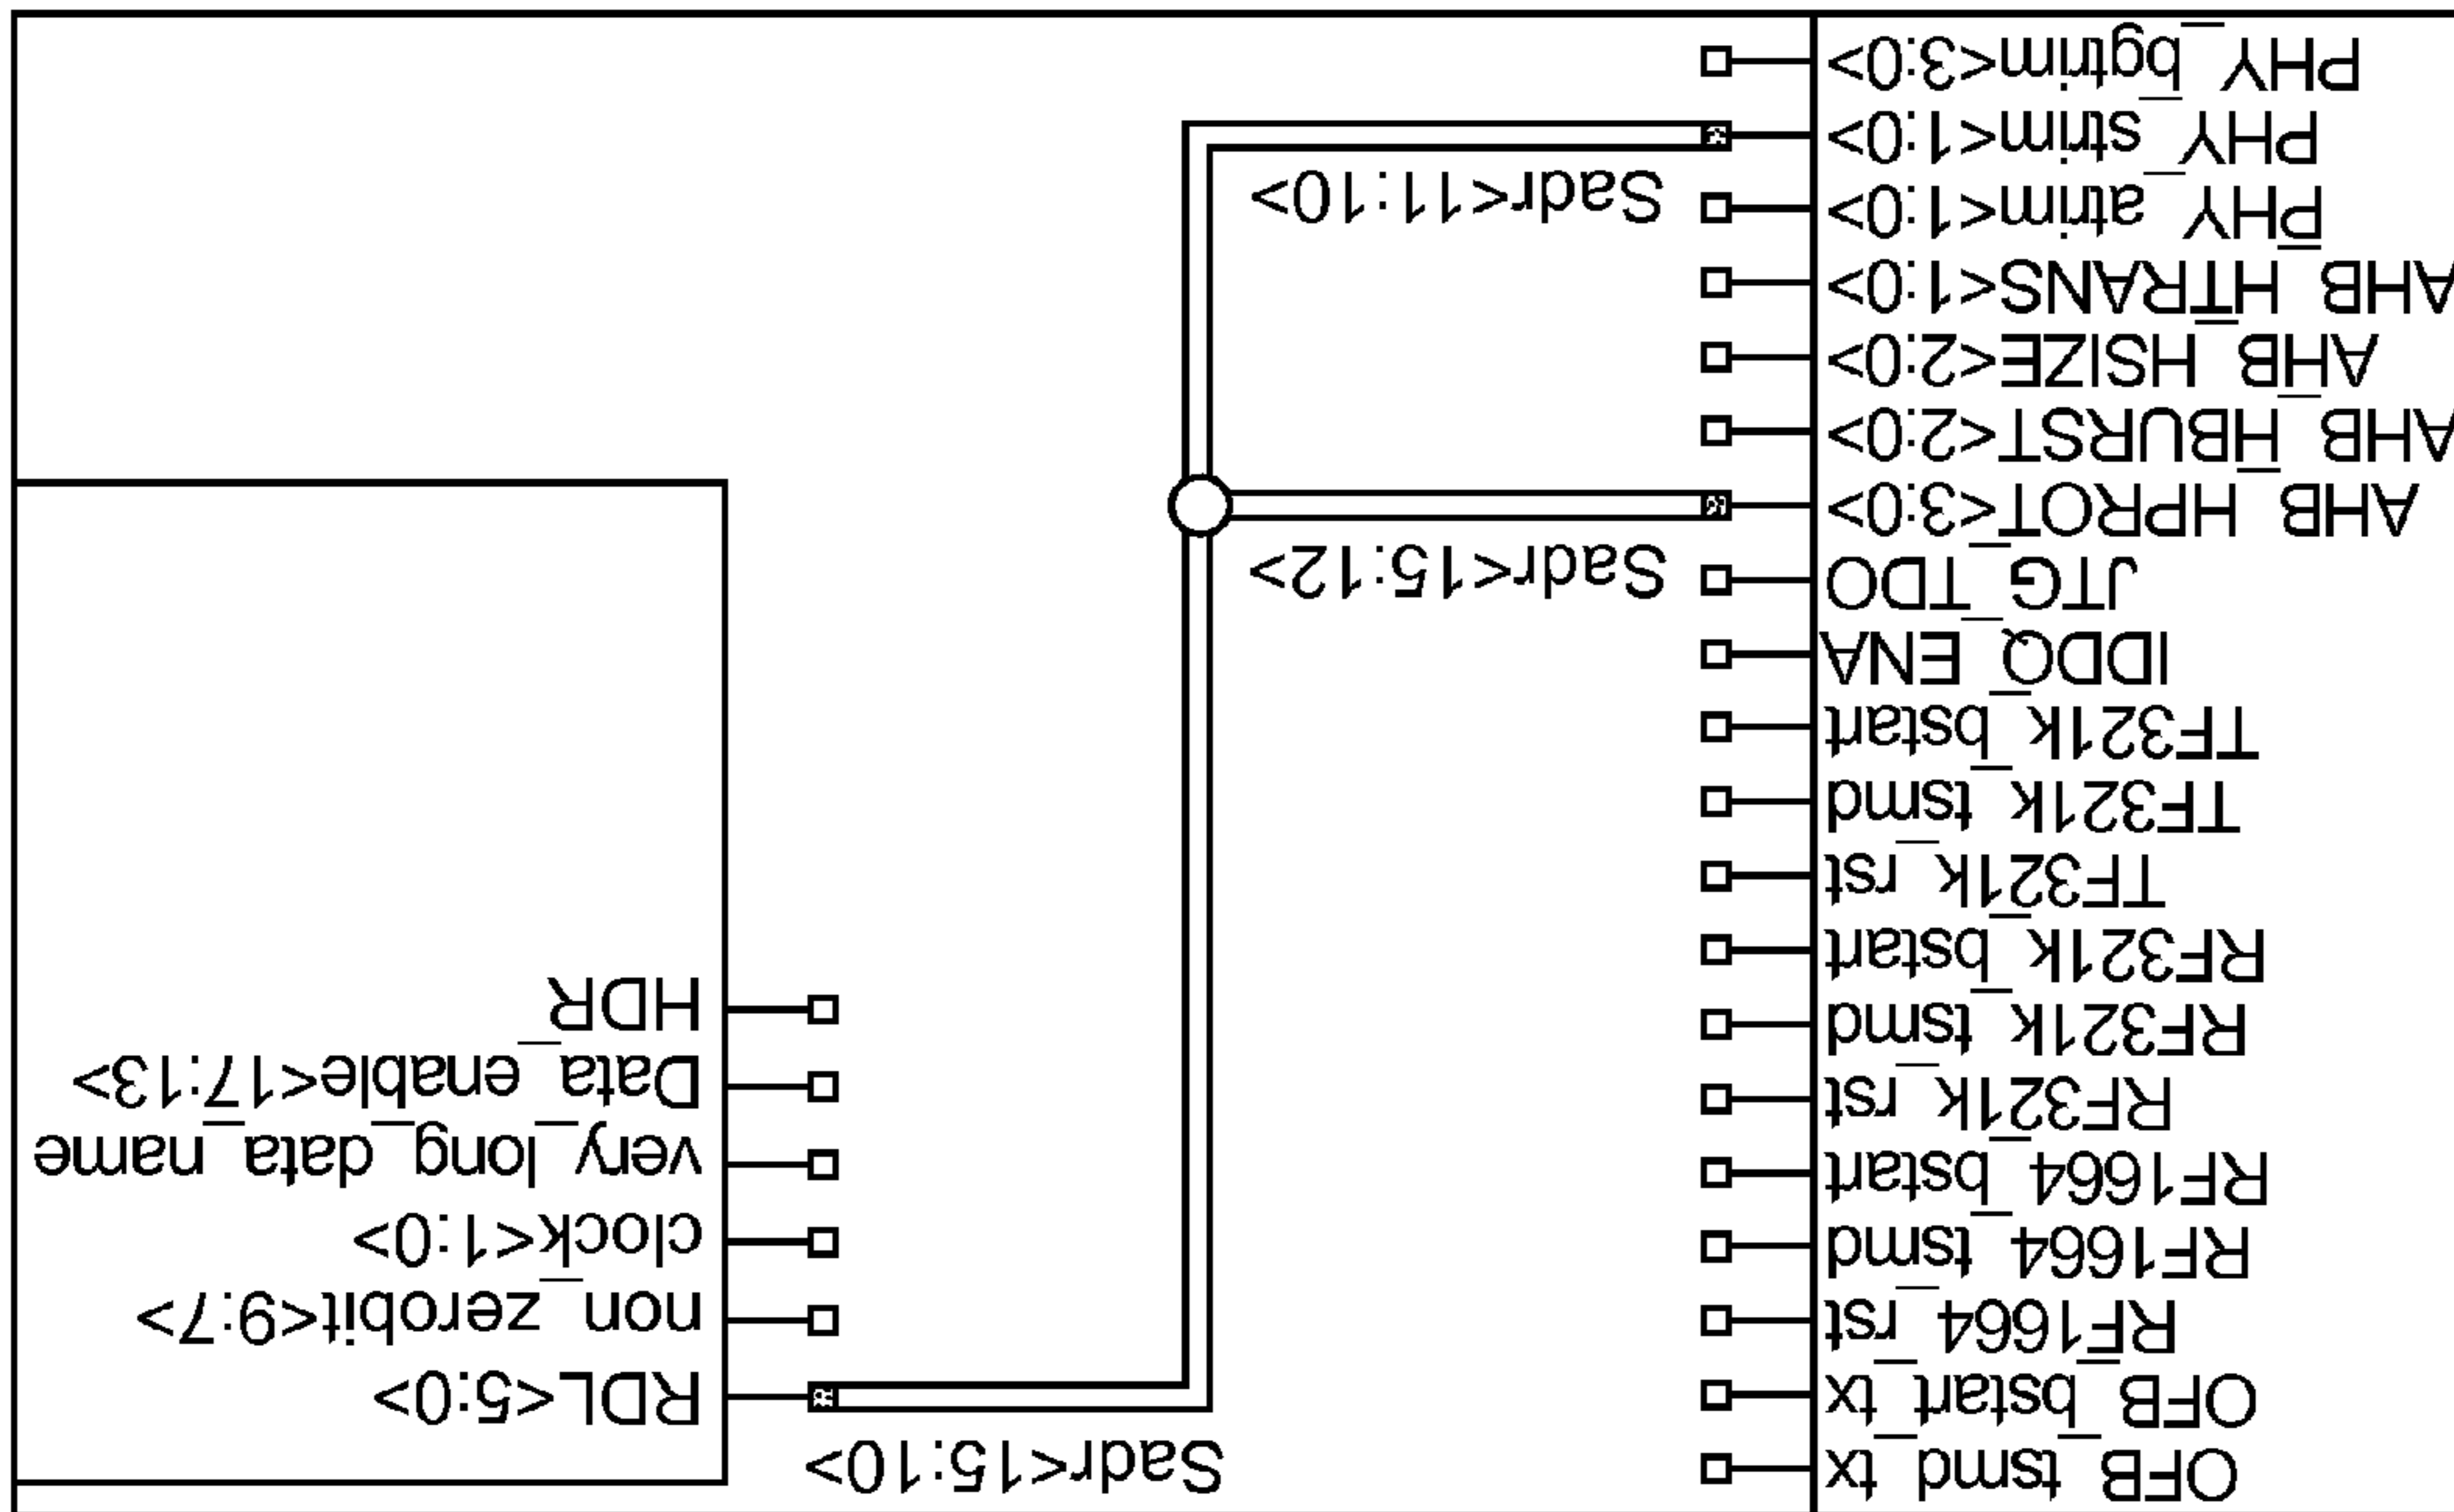 OFB_tsmd_tx
OFB_bstart_tx
RF1664_rst
RF1664_tsmd
RF1664_bstart
RF321k_rst
RF321k_tsmd
RF321k_bstart
TF321k_rst
TF321k_tsmd
TF321k_bstart
IDDQ_ENA
JTG_TDO
AHB_HPROT<3:0>
AHB_HBURST<2:0>
AHB_HSIZE<2:0>
AHB_HTRANS<1:0>
PHY_atrim<1:0>
PHY_strim<1:0>
PHY_bgtrim<3:0>
Sadr<15:10>
Sadr<15:12>
Sadr<11:10>
RDL<5:0>
non_zerobit<9:7>
clock<1:0>
very_long_data_name
Data_enable<17:13>
HDR